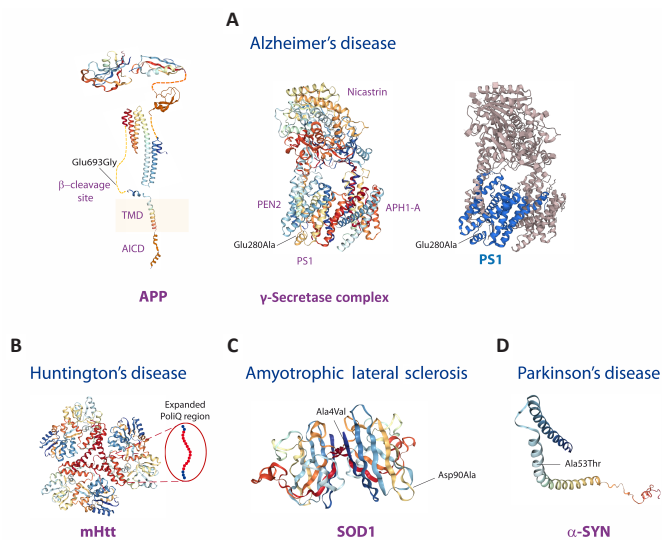 A
Alzheimer's disease
Nicastrin
Glu693Gly
β–cleavage
site
PEN2
APH1-A
TMD
Glu280Ala
Glu280Ala
AICD
PS1
PS1
APP
γ-Secretase complex
B
Huntington's disease
Expanded
PoliQ region
mHtt
C
Amyotrophic lateral sclerosis
Ala4Val
Asp90Ala
SOD1
D
Parkinson's disease
Ala53Thr
α-SYN